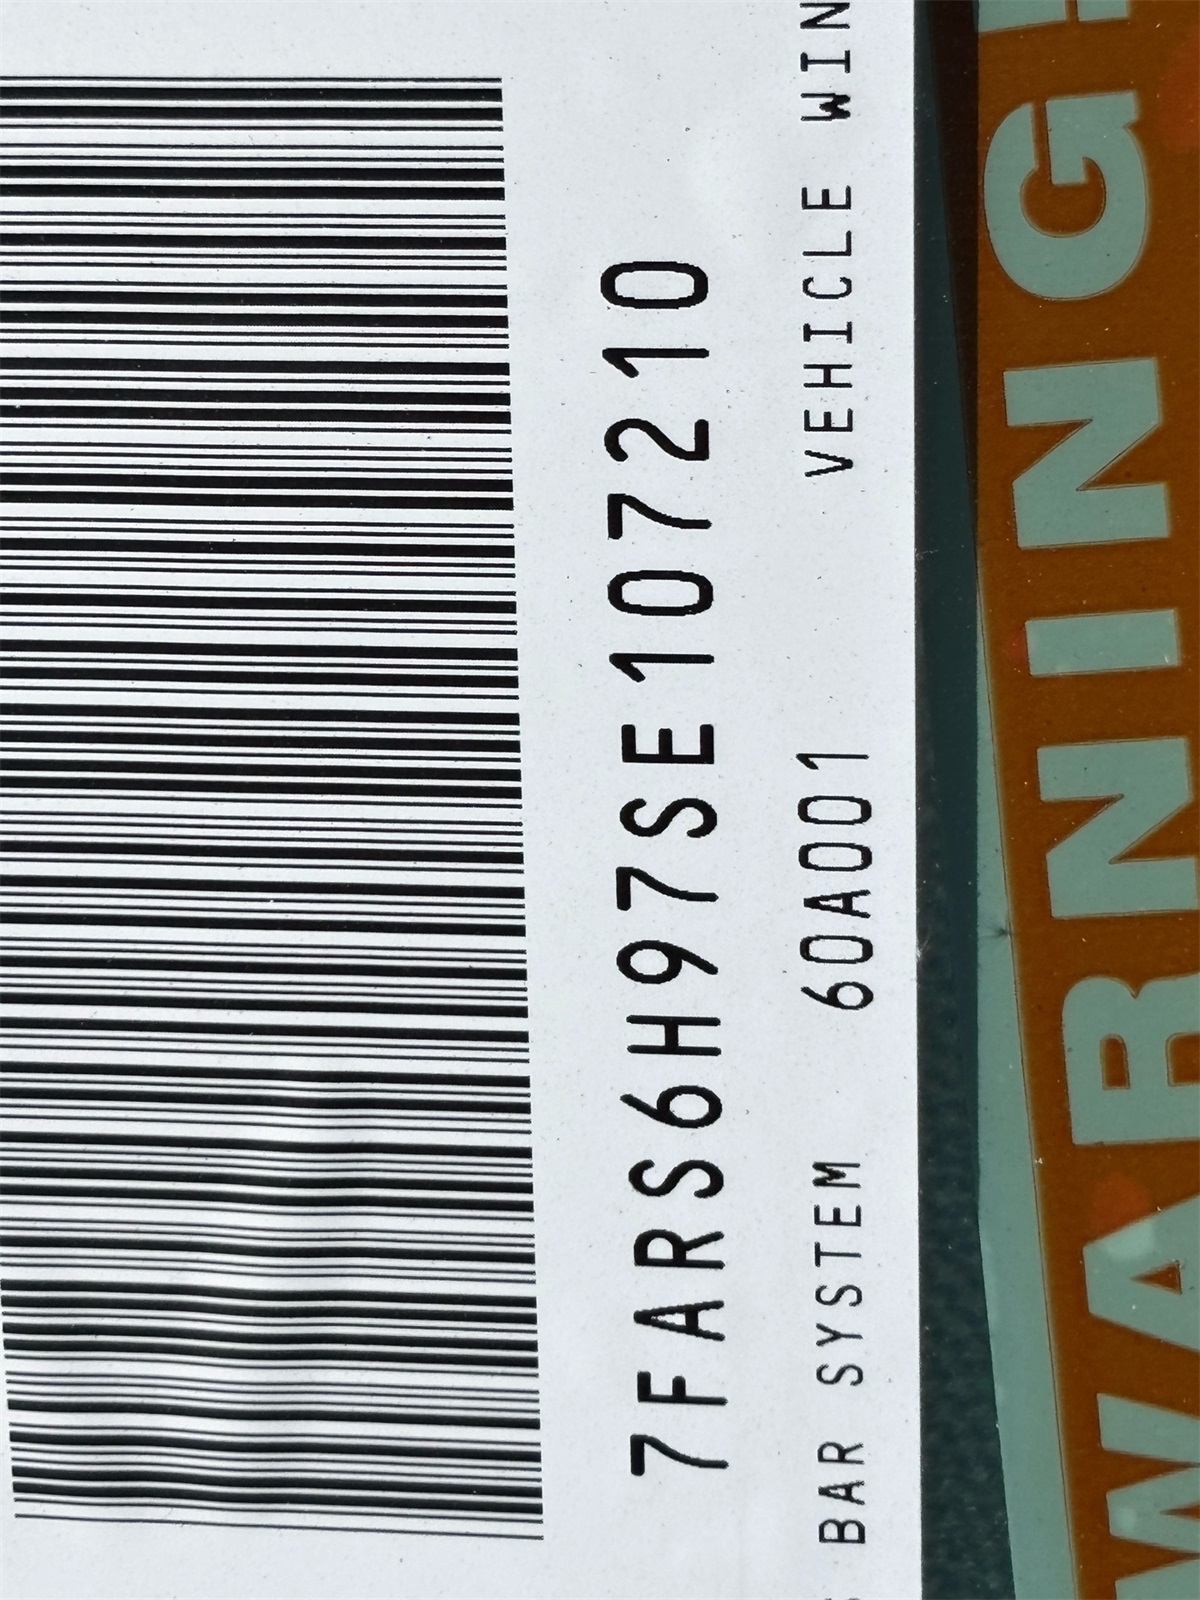 7FARS6H97SE107210
BAR SYSTEM 60A001 VEHICLE WIN
WARNING